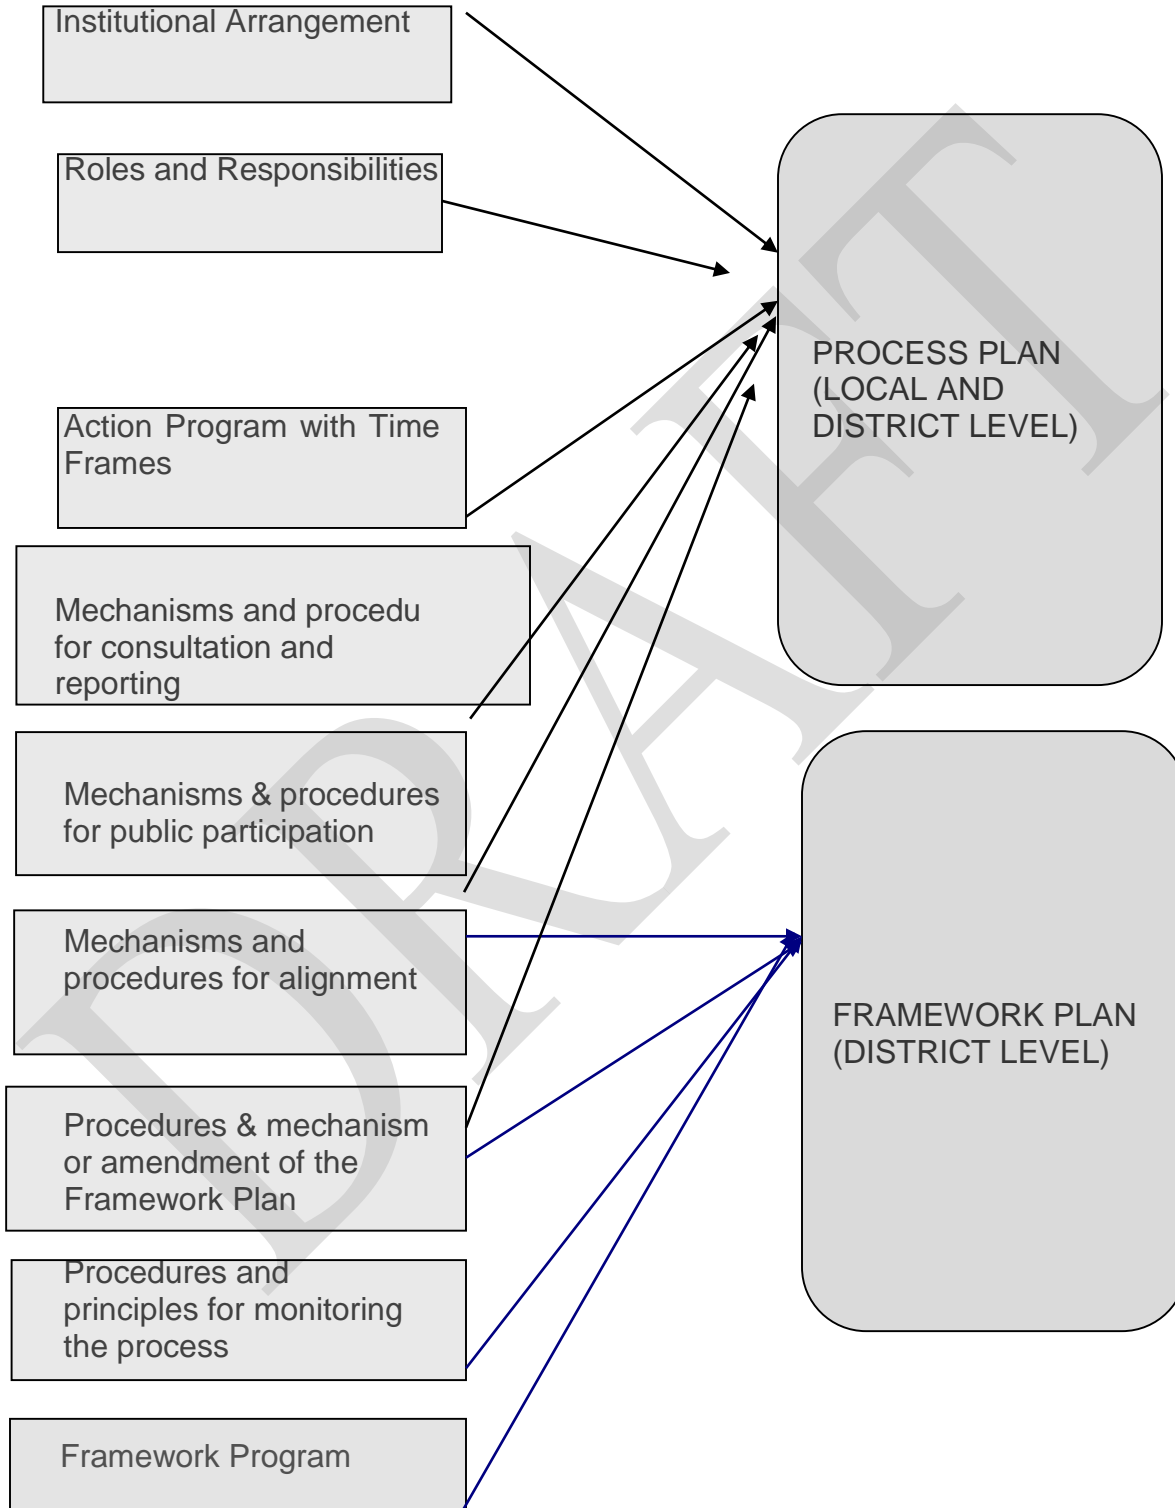 Institutional Arrangement
Roles and Responsibilities
Action Program with Time
Frames
Mechanisms and procedu
for consultation and
reporting
Mechanisms & procedures
for public participation
Mechanisms and
procedures for alignment
Procedures & mechanism
or amendment of the
Framework Plan
Procedures and
principles for monitoring
the process
Framework Program
PROCESS PLAN
(LOCAL AND
DISTRICT LEVEL)
FRAMEWORK PLAN
(DISTRICT LEVEL)
DRAFT